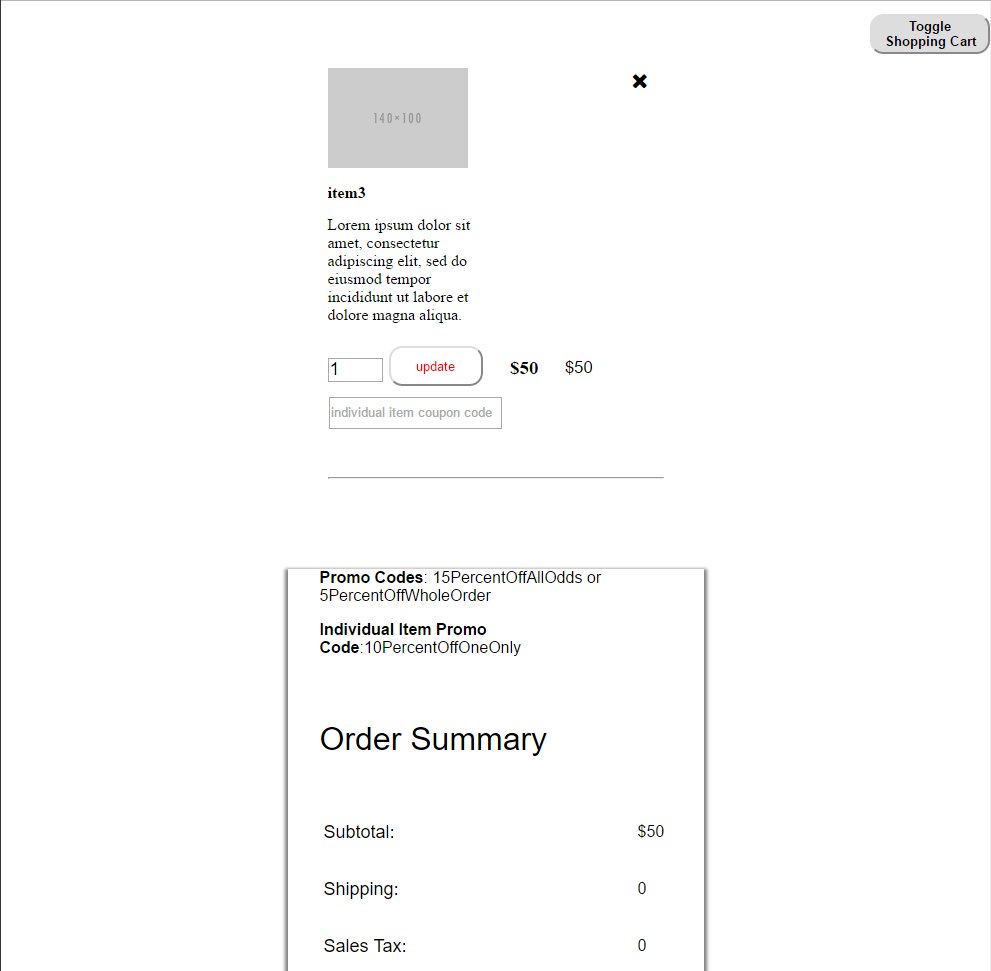 Toggle
Shopping Cart
140×100
item3
Lorem ipsum dolor sit
amet, consectetur
adipiscing elit, sed do
eiusmod tempor
incididunt ut labore et
dolore magna aliqua.
1 update $50 $50
individual item coupon code
Promo Codes: 15PercentOffAllOdds or
5PercentOffWholeOrder
Individual Item Promo
Code:10PercentOffOneOnly
Order Summary
Subtotal: $50
Shipping: 0
Sales Tax: 0